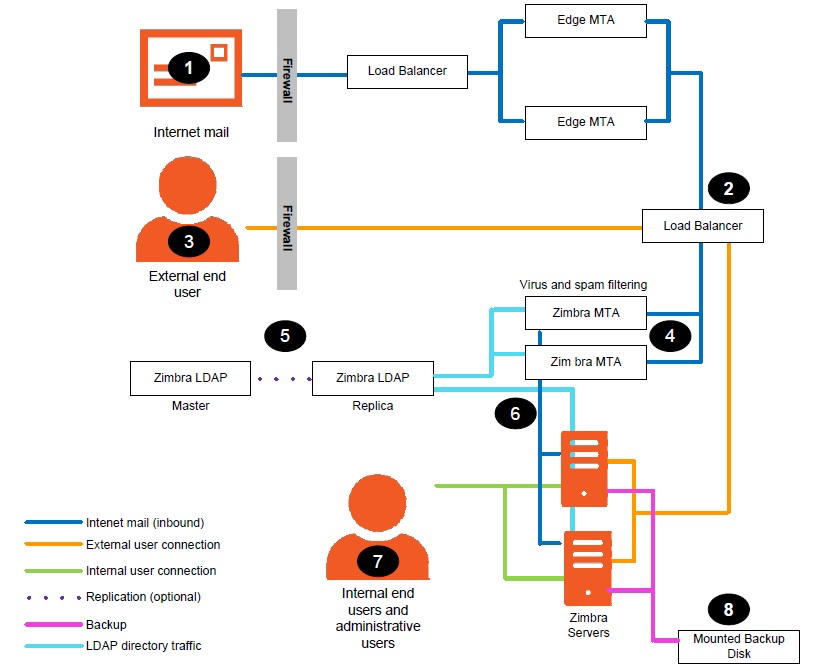 Edge MTA
1
Firewall
Load Balancer
Edge MTA
Internet mail
2
Firewall
Load Balancer
3
External end
user
Virus and spam filtering
Zimbra MTA
5
4
Zim bra MTA
Zimbra LDAP
Zimbra LDAP
Master
Replica
6
Intenet mail (inbound)
External user connection
Internal user connection
Replication (optional)
Backup
LDAP directory traffic
7
Internal end
users and
administrative
users
Zimbra
Servers
8
Mounted Backup
Disk